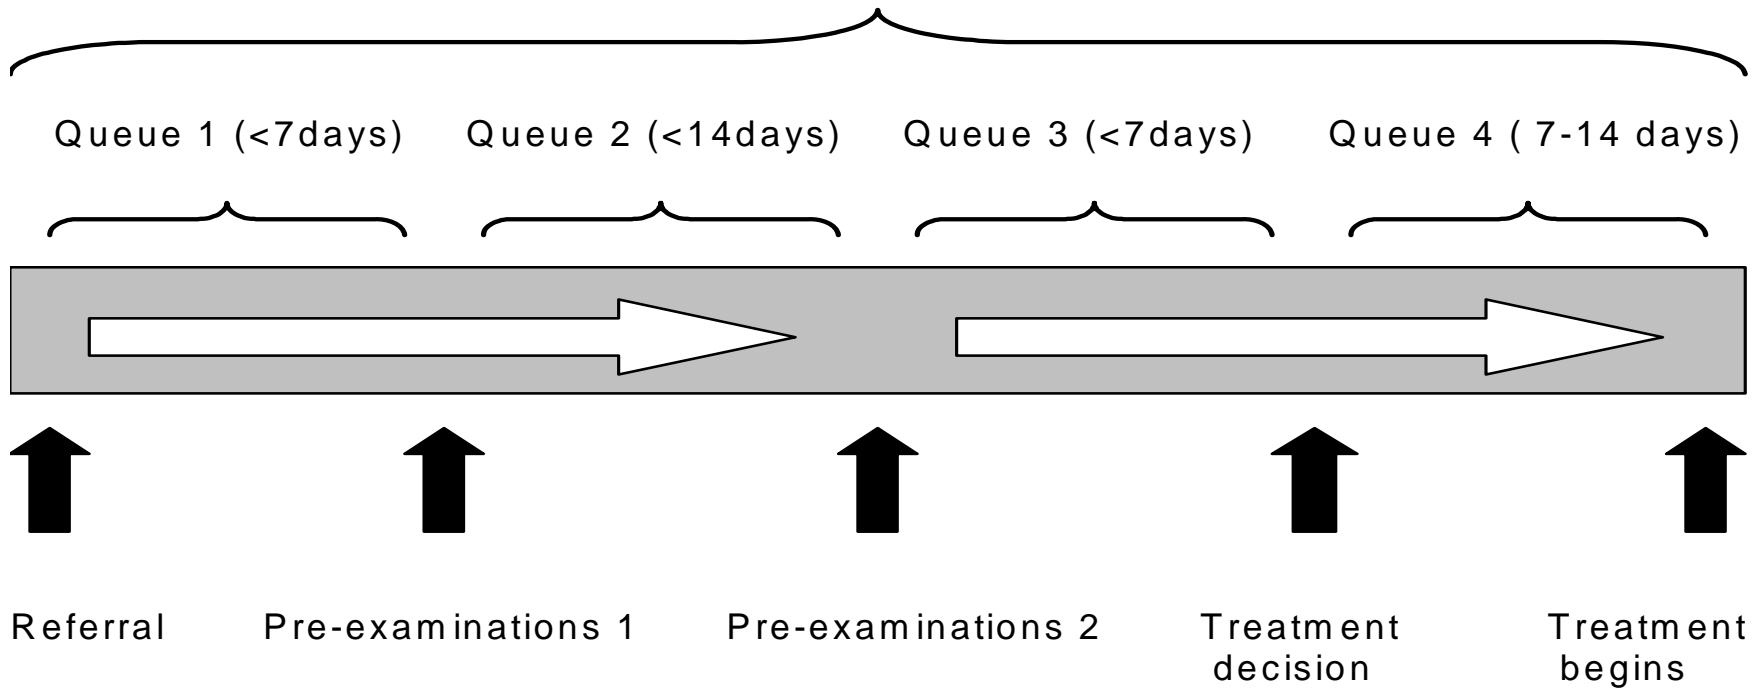 Queue 1 (<7days) Queue 2 (<14days) Queue 3 (<7days) Queue 4 ( 7-14 days)
Referral Pre-examinations 1 Pre-examinations 2 Treatment Treatment
decision begins